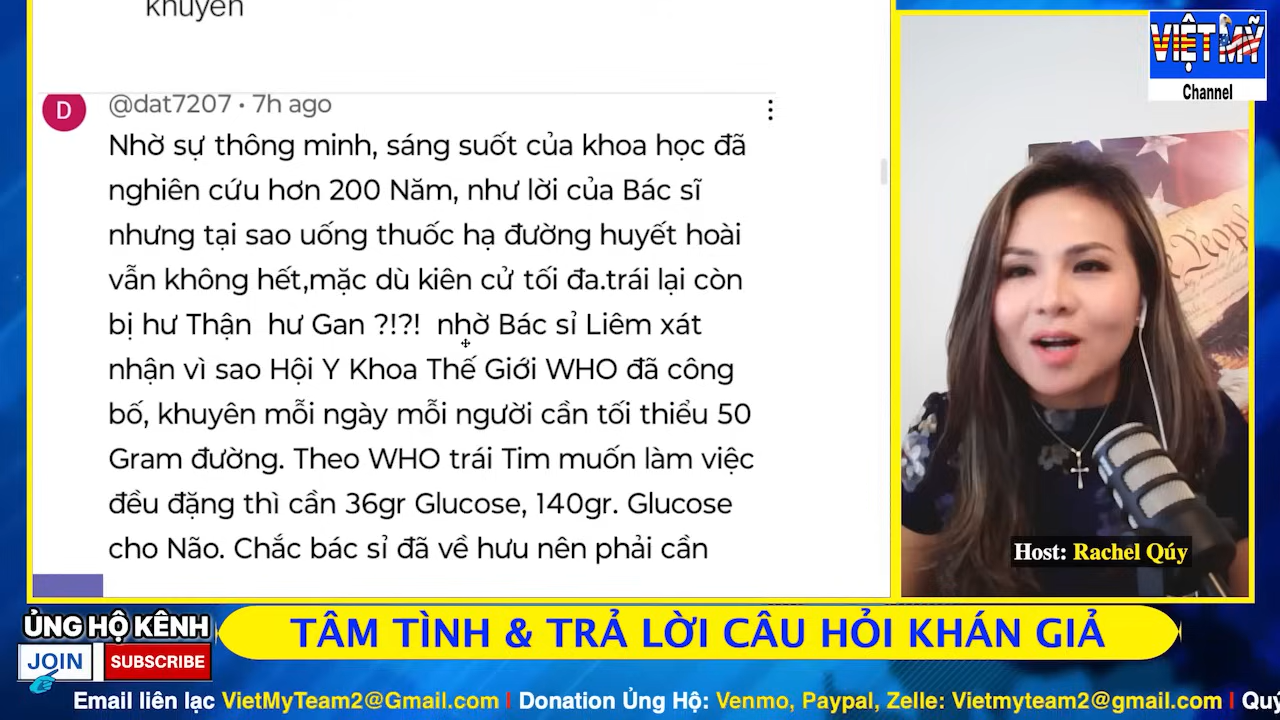 khuyên
D
@dat7207 • 7h ago
Nhờ sự thông minh, sáng suốt của khoa học đã
nghiên cứu hơn 200 Năm, như lời của Bác sĩ
nhưng tại sao uống thuốc hạ đường huyết hoài
vẫn không hết,mặc dù kiên cử tối đa.trái lại còn
bị hư Thận hư Gan ?!?! nhờ Bác sỉ Liêm xát
nhận vì sao Hội Y Khoa Thế Giới WHO đã công
bố, khuyên mỗi ngày mỗi người cần tối thiểu 50
Gram đường. Theo WHO trái Tim muốn làm việc
đều đặng thì cần 36gr Glucose, 140gr. Glucose
cho Não. Chắc bác sỉ đã về hưu nên phải cần
VIỆT MỸ
Channel
We the People
Host: Rachel Qúy
ỦNG HỘ KÊNH
JOIN
SUBSCRIBE
TÂM TÌNH & TRẢ LỜI CÂU HỎI KHÁN GIẢ
Email liên lạc VietMyTeam2@Gmail.com | Donation Ủng Hộ: Venmo, Paypal, Zelle: Vietmyteam2@gmail.com | Quý